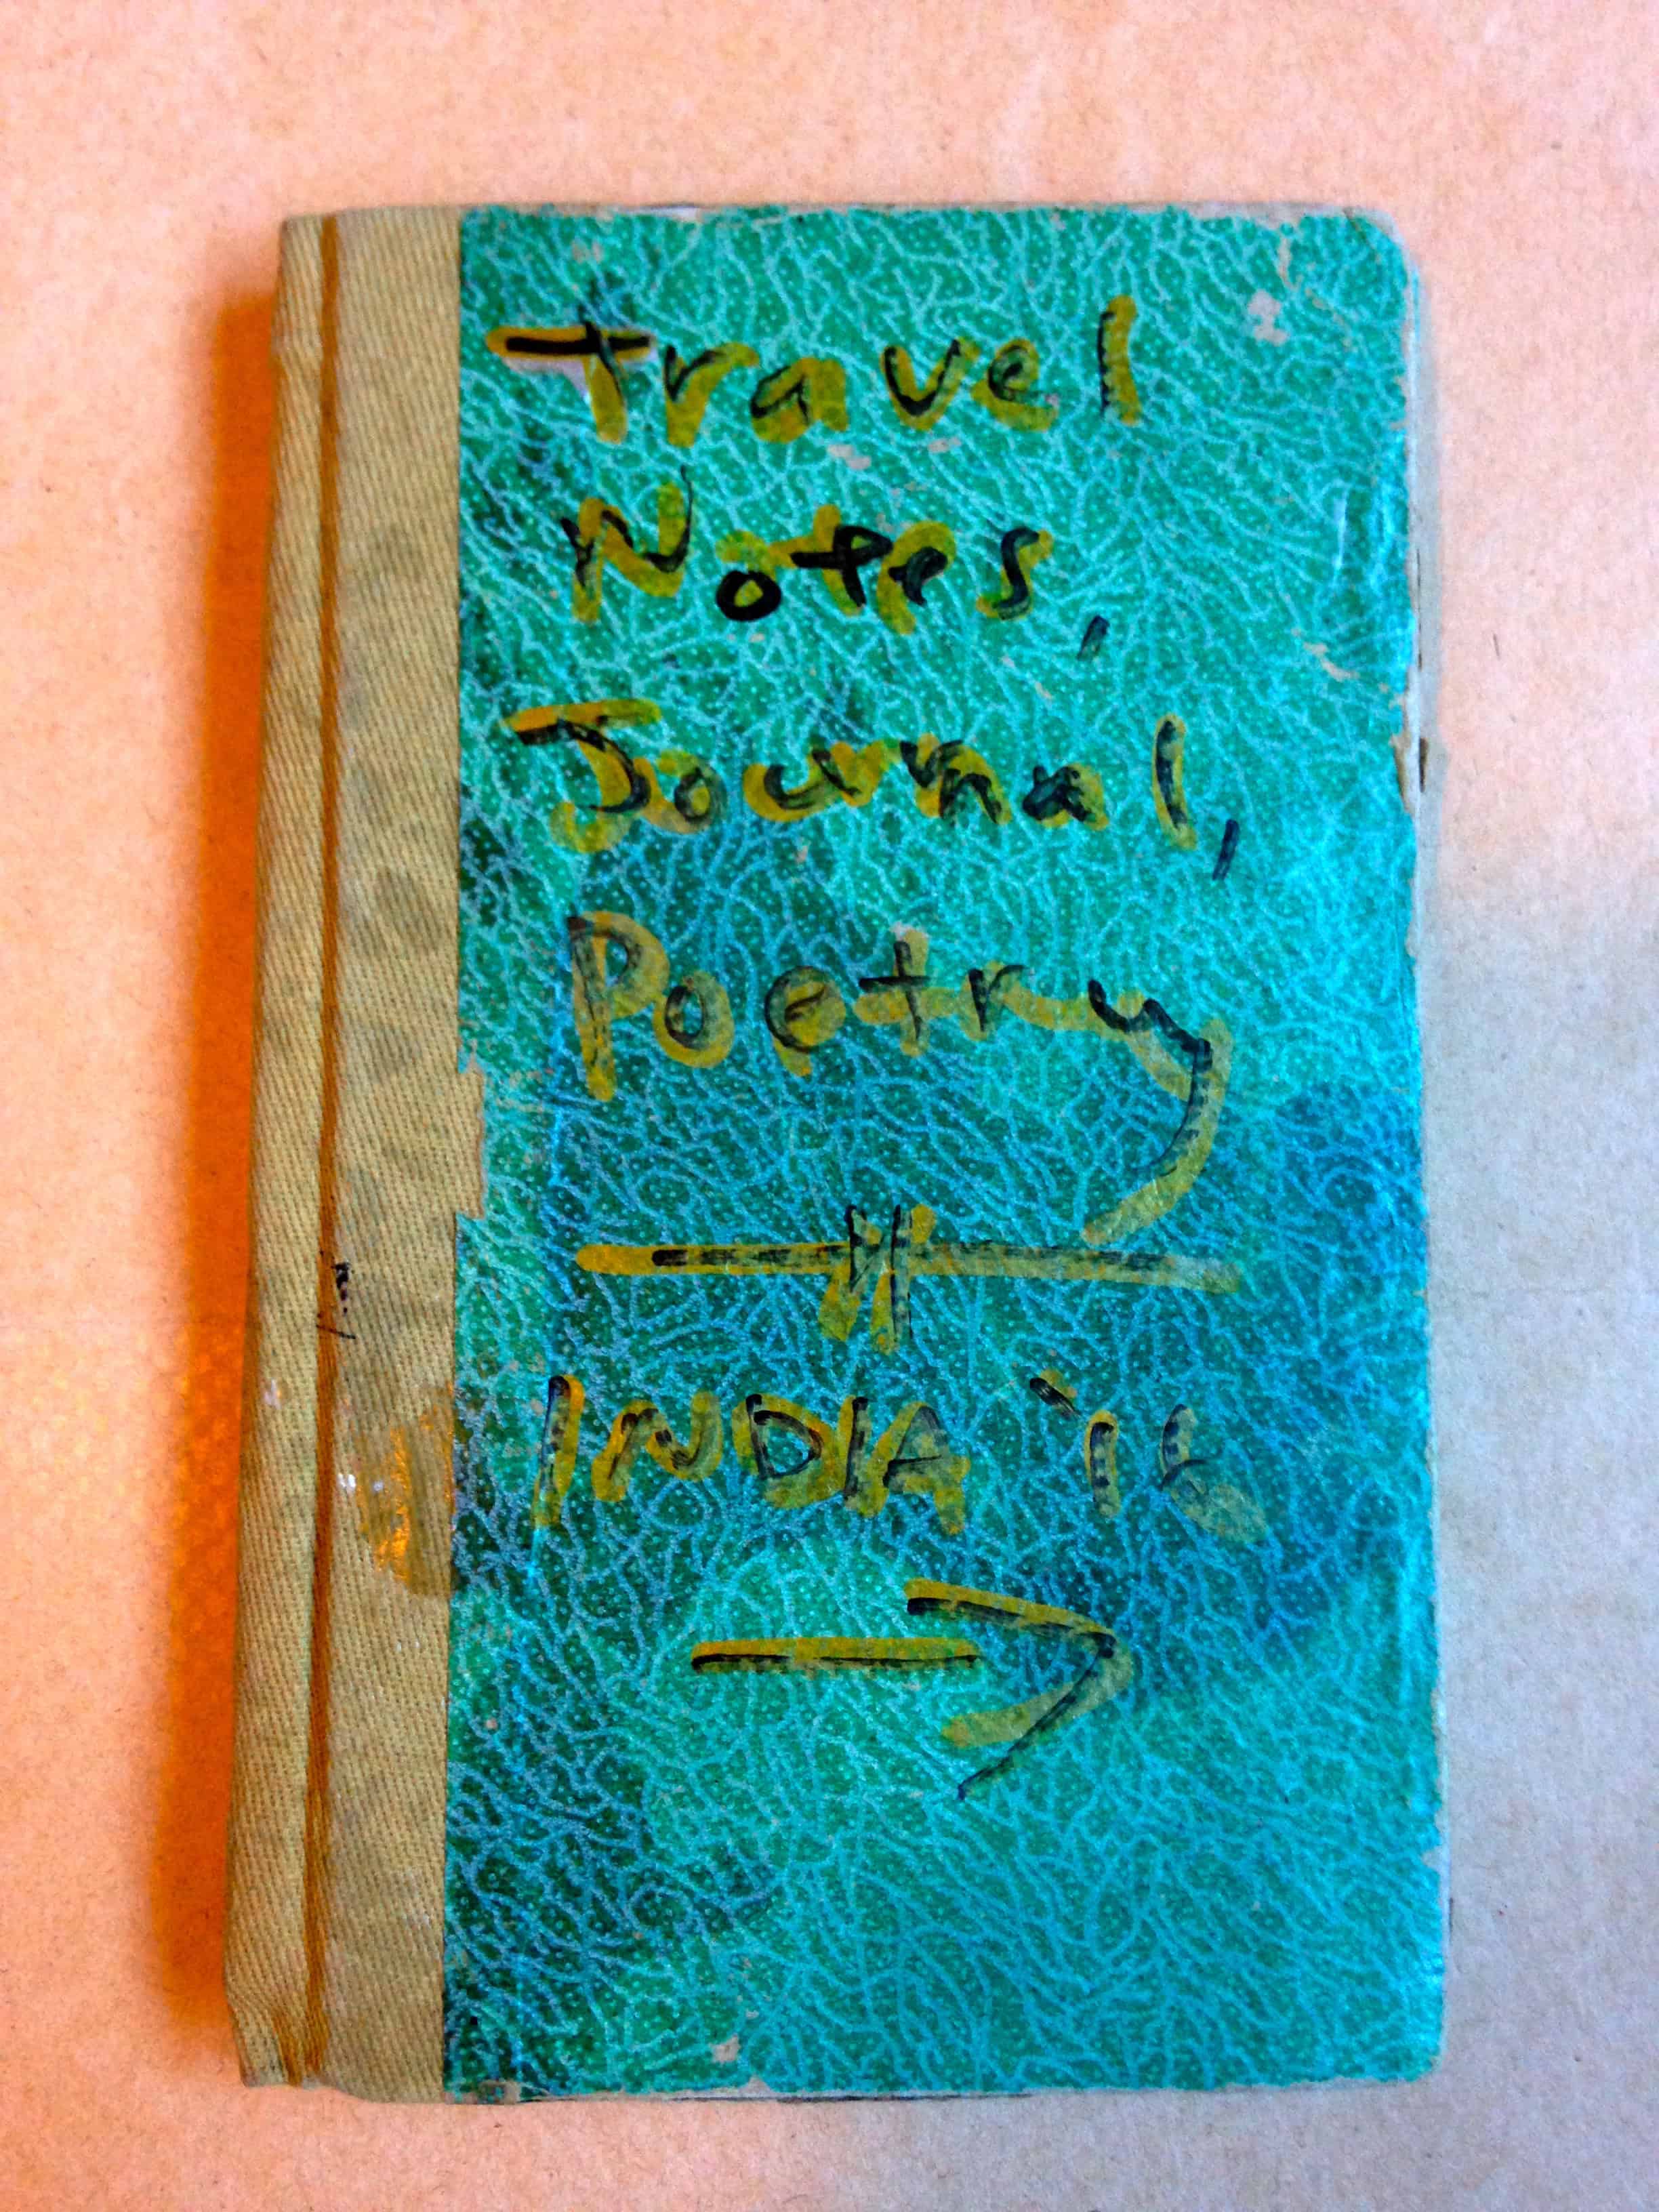 Travel
Notes,
Journal,
Poetry
INDIA '16